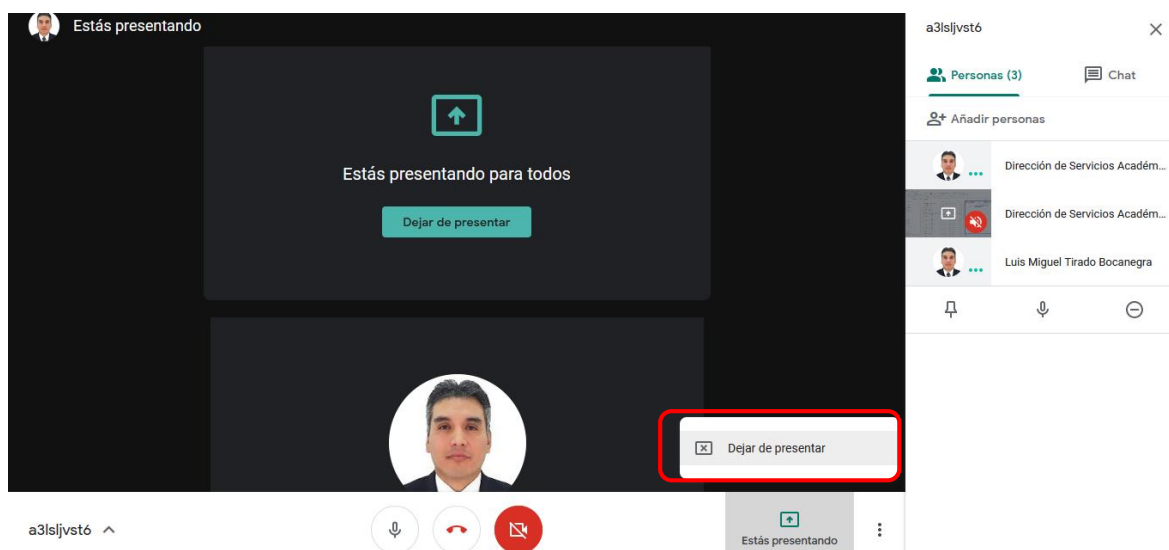 Estás presentando
Estás presentando para todos
Dejar de presentar
Dejar de presentar
a3lsljvst6
Estás presentando
a3lsljvst6
Personas (3)
Chat
Añadir personas
Dirección de Servicios Académ...
Dirección de Servicios Académ...
Luis Miguel Tirado Bocanegra